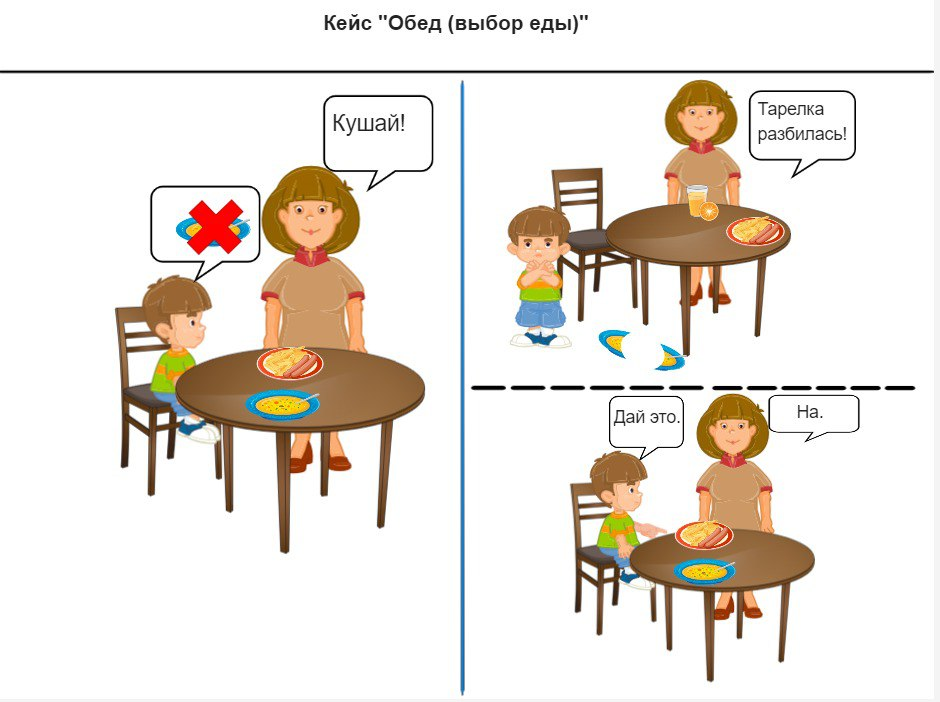 Кейс "Обед (выбор еды)"
Кушай!
Тарелка
разбилась!
Дай это.
На.